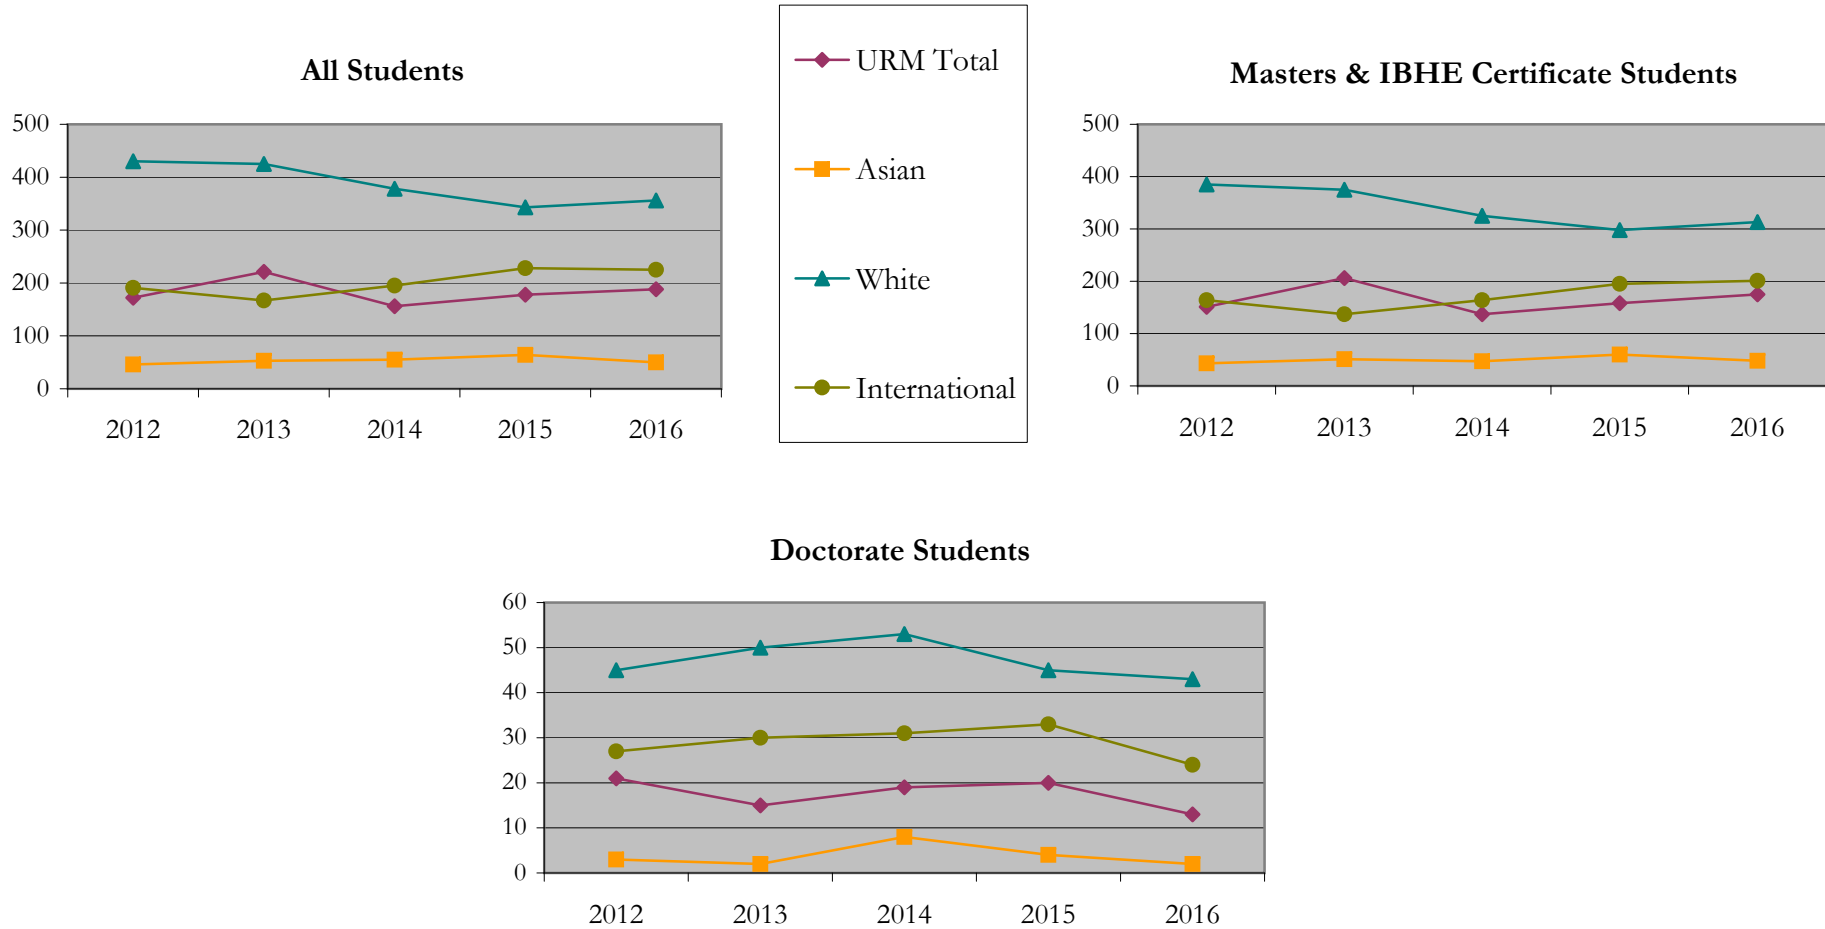 All Students
500
400
300
200
100
0
2012 2013 2014 2015 2016
URM Total
Asian
White
International
Masters & IBHE Certificate Students
500
400
300
200
100
0
2012 2013 2014 2015 2016
Doctorate Students
60
50
40
30
20
10
0
2012 2013 2014 2015 2016